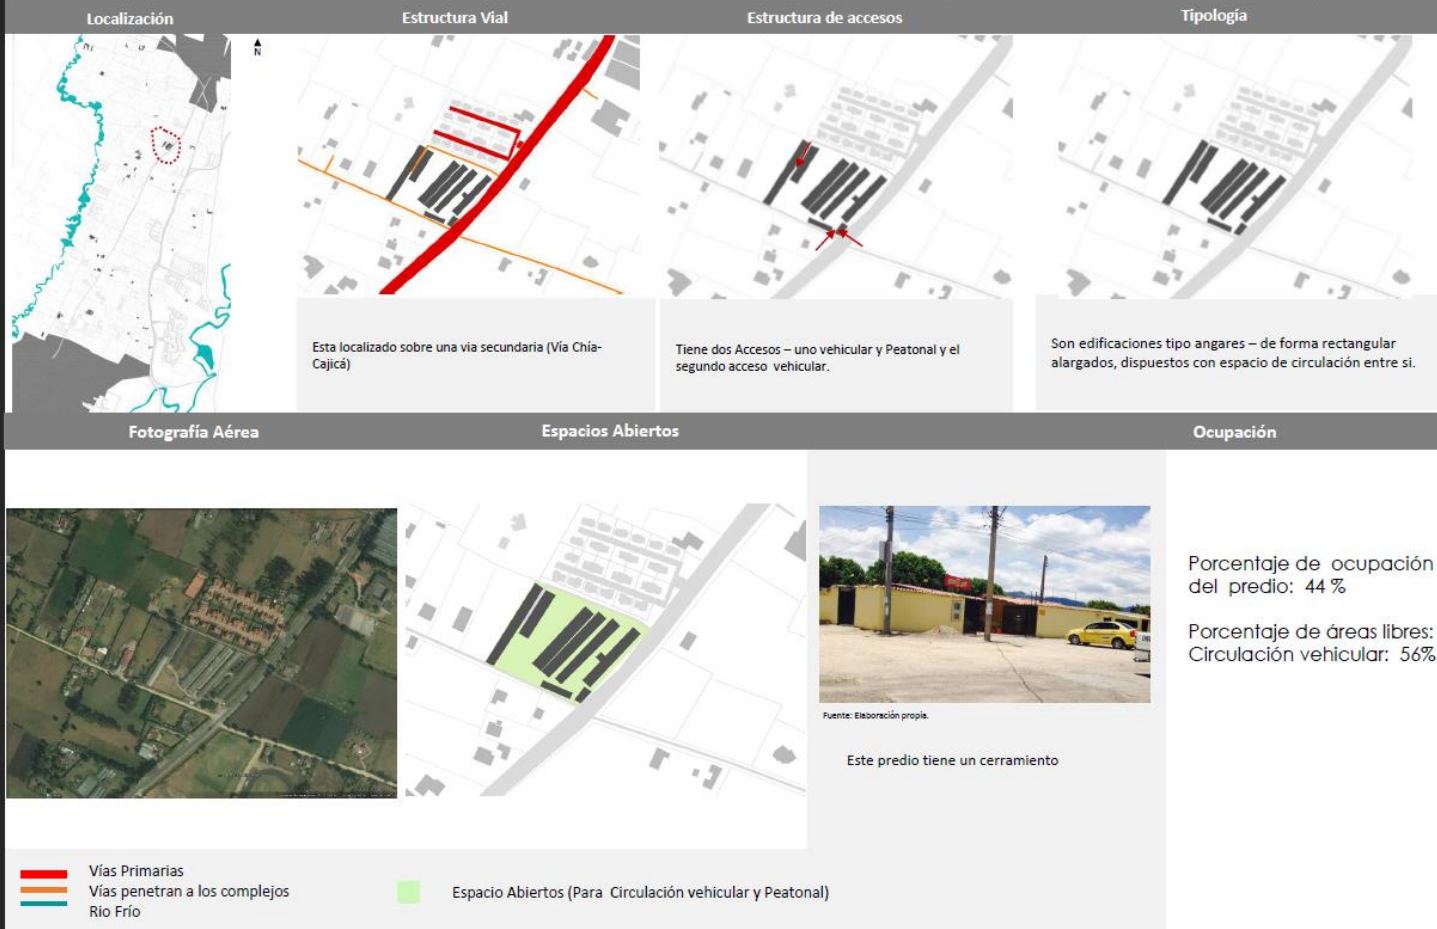 Localización
Estructura Vial
Estructura de accesos
Tipología
N
Esta localizado sobre una via secundaria (Vía Chía-
Cajicá)
Tiene dos Accesos – uno vehicular y Peatonal y el
segundo acceso vehicular.
Son edificaciones tipo angares – de forma rectangular
alargados, dispuestos con espacio de circulación entre si.
Fotografía Aérea
Espacios Abiertos
Ocupación
Fuente: Elaboración propia.
Este predio tiene un cerramiento
Porcentaje de ocupación
del predio: 44 %
Porcentaje de áreas libres:
Circulación vehicular: 56%
Vías Primarias
Vías penetran a los complejos
Rio Frío
Espacio Abiertos (Para Circulación vehicular y Peatonal)